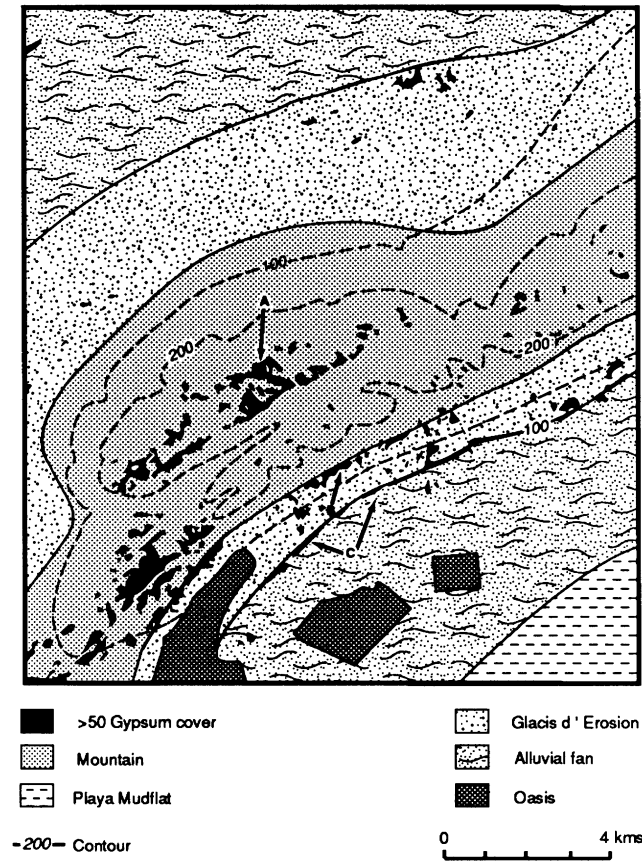 100
A
200
200
100
C
>50 Gypsum cover
Mountain
Playa Mudflat
-200- Contour
Glacis d ' Erosion
Alluvial fan
Oasis
0 4 kms